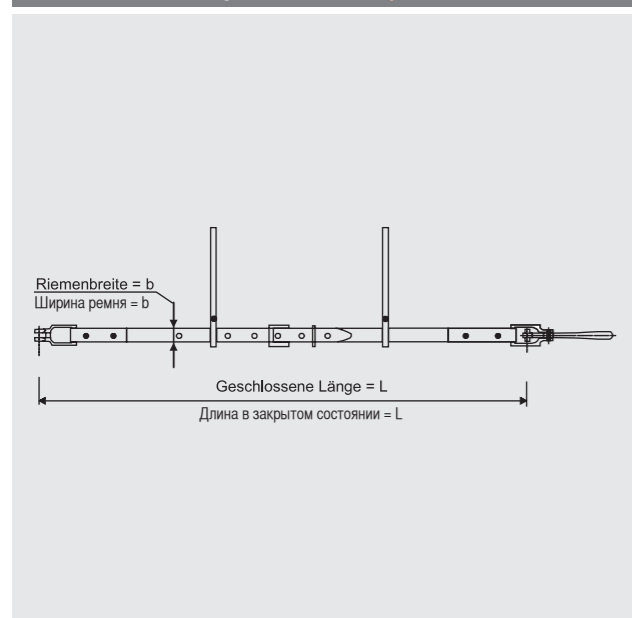 Riemenbreite = b
Ширина ремня = b
Geschlossene Länge = L
Длина в закрытом состоянии = L